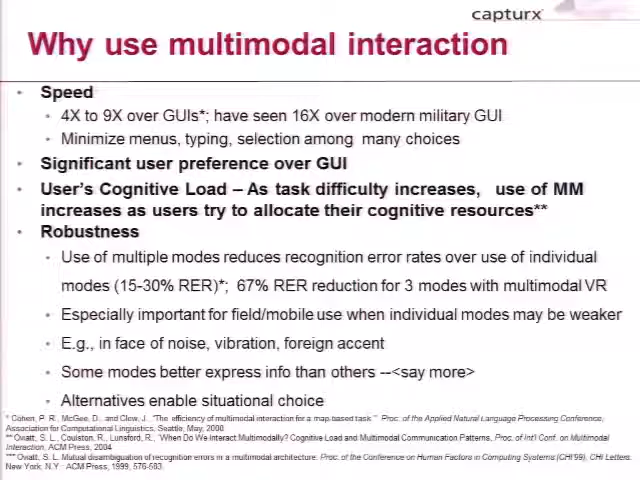 capturx
Why use multimodal interaction
• Speed
• 4X to 9X over GUIs*; have seen 16X over modern military GUI
• Minimize menus, typing, selection among many choices
• Significant user preference over GUI
• User's Cognitive Load – As task difficulty increases, use of MM
increases as users try to allocate their cognitive resources**
• Robustness
• Use of multiple modes reduces recognition error rates over use of individual
modes (15-30% RER)*; 67% RER reduction for 3 modes with multimodal VR
• Especially important for field/mobile use when individual modes may be weaker
• E.g., in face of noise, vibration, foreign accent
• Some modes better express info than others --<say more>
• Alternatives enable situational choice
* Cohen, P. R., McGee, D., and Clow, J. "The efficiency of multimodal interaction for a map-based task." Proc. of the Applied Natural Language Processing Conference,
Association for Computational Linguistics, Seattle, May, 2000
** Oviatt, S. L., Coulston, R., Lunsford, R., "When Do We Interact Multimodally? Cognitive Load and Multimodal Communication Patterns, Proc. of Int'l Conf. on Multimodal
Interaction, ACM Press, 2004
*** Oviatt, S. L. Mutual disambiguation of recognition errors in a multimodal architecture. Proc. of the Conference on Human Factors in Computing Systems (CHI'99), CHI Letters.
New York, N.Y.: ACM Press, 1999, 576-583.